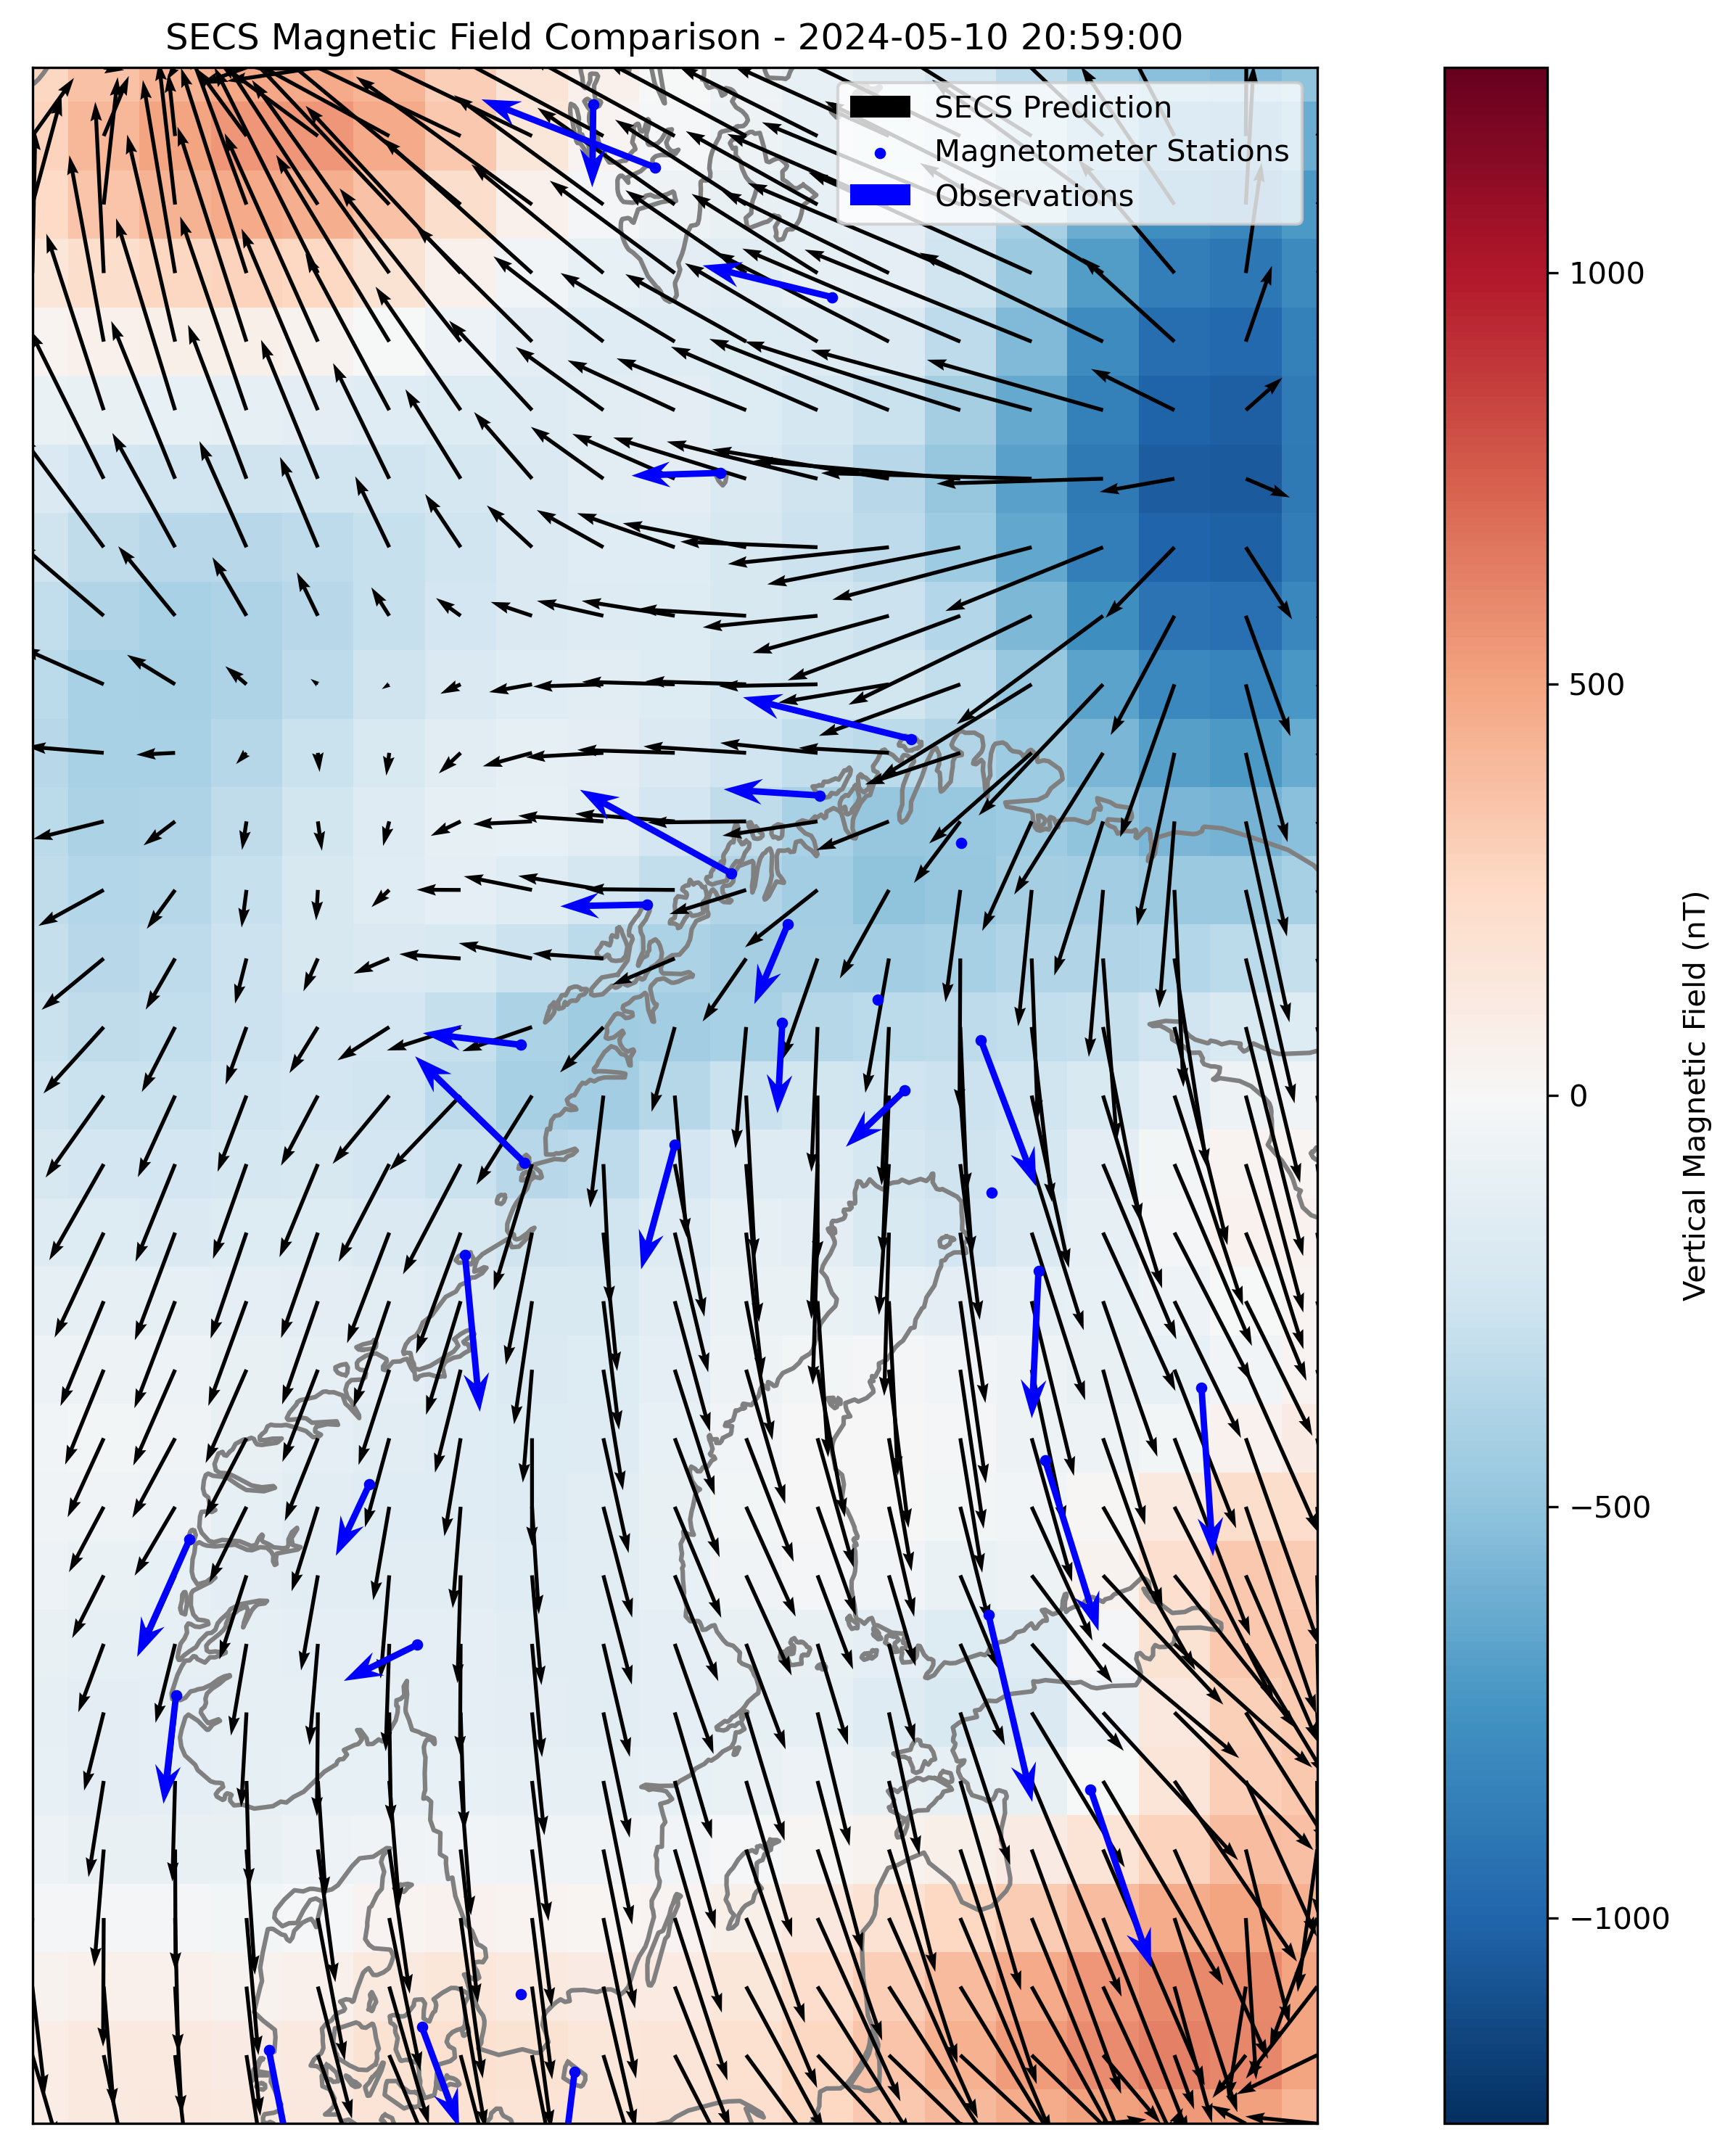 SECS Magnetic Field Comparison - 2024-05-10 20:59:00
SECS Prediction
Magnetometer Stations
Observations
1000
500
0
−500
−1000
Vertical Magnetic Field (nT)